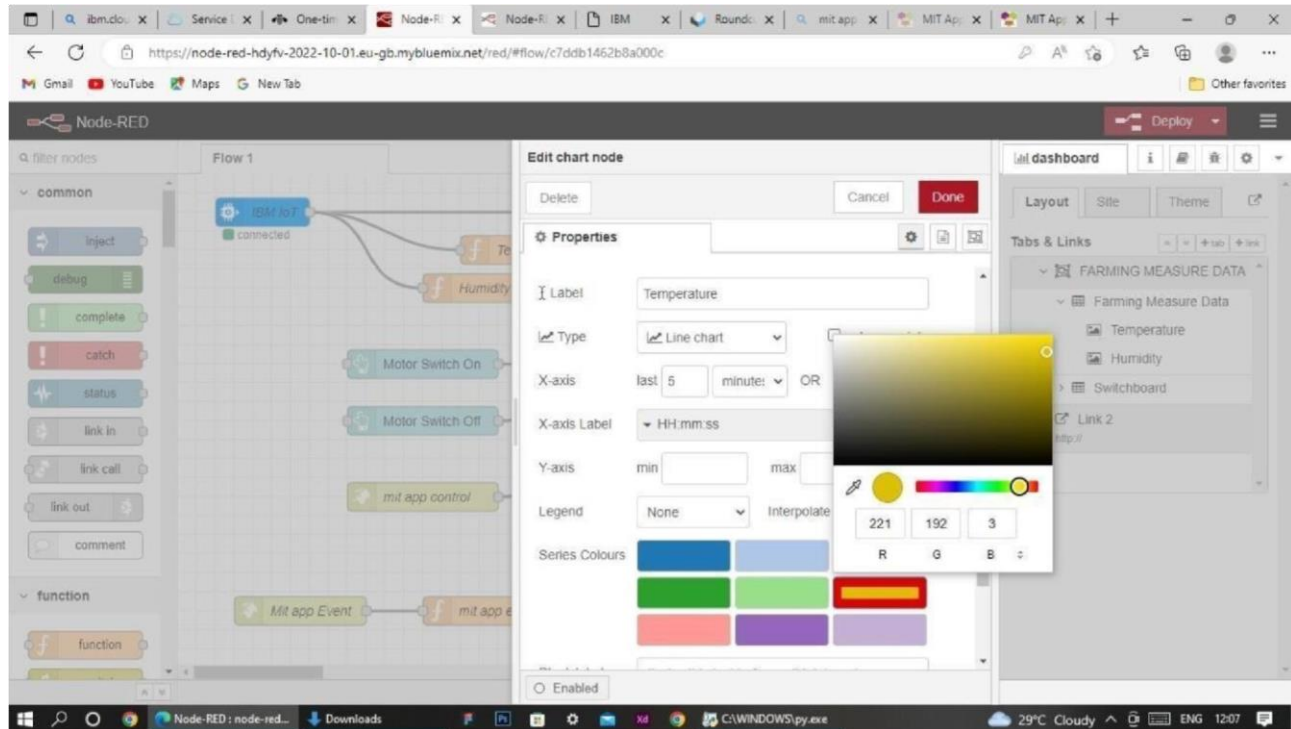 ibm.clou
Service
One-tim
Node-R
Node-R
IBM
Roundc
mit app
MIT Ap
MIT Ap
https://node-red-hdyfv-2022-10-01.eu-gb.mybluemix.net/red/#flow/c7ddb1462b8a000c
Gmail YouTube Maps New Tab Other favorites
Node-RED Deploy
filter nodes
Flow 1
Edit chart node
dashboard
common
Delete Cancel Done
Layout Site Theme
IBM IoT
connected
inject
Properties
Tabs & Links + tab + link
Te
FARMING MEASURE DATA
debug
Humidity
Label Temperature
Farming Measure Data
complete
Type Line chart
Temperature
catch
Motor Switch On
Humidity
status
X-axis last 5 minute: OR
Switchboard
link in
Motor Switch Off
X-axis Label HH:mm:ss
Link 2
http://
link call
Y-axis min max
mit app control
link out
Legend None Interpolate
221 192 3
comment
Series Colours
R G B
function
Mit app Event
mit app e
function
Enabled
Node-RED : node-red... Downloads C:\WINDOWS\py.exe 29°C Cloudy ENG 12:07